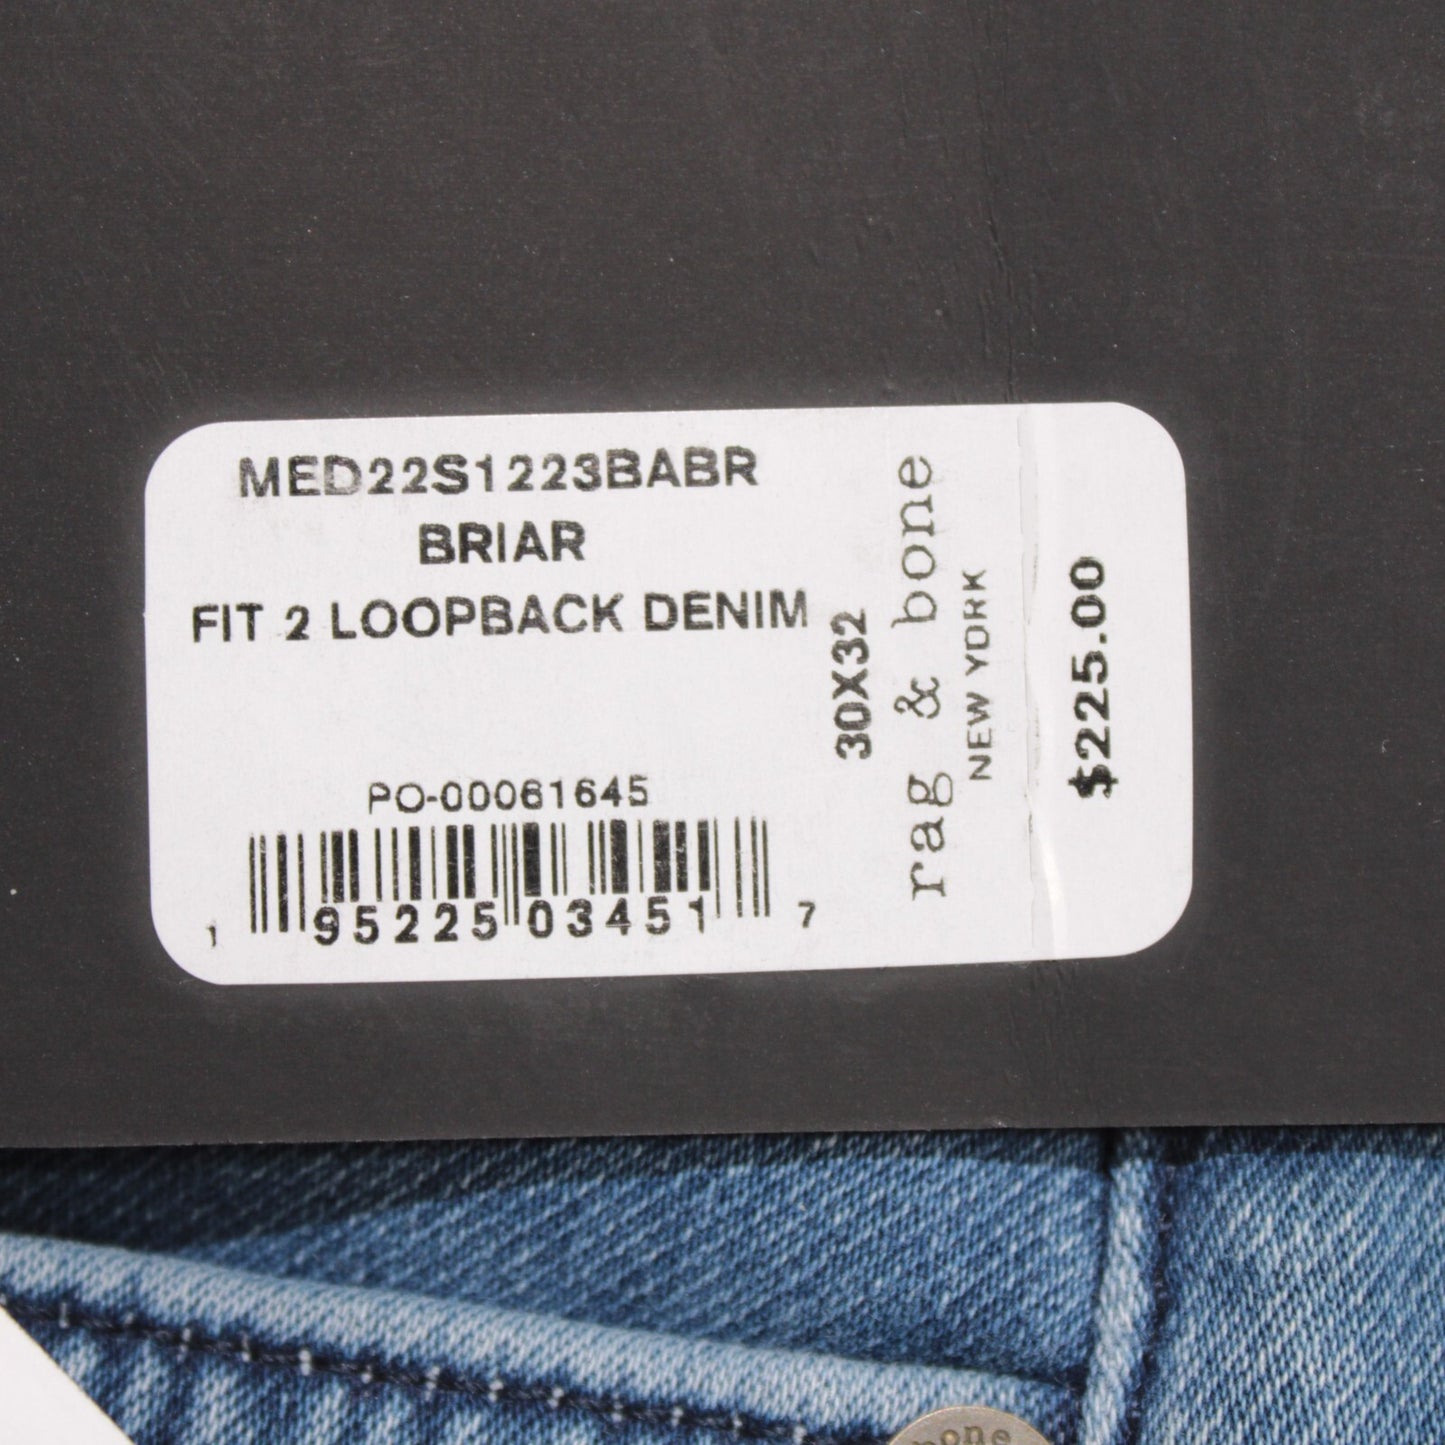 MED22S1223BABR
BRIAR
FIT 2 LOOPBACK DENIM
PO-00061645
1 95225 03451 7
30X32
rag & bone
NEW YORK
$225.00
bone